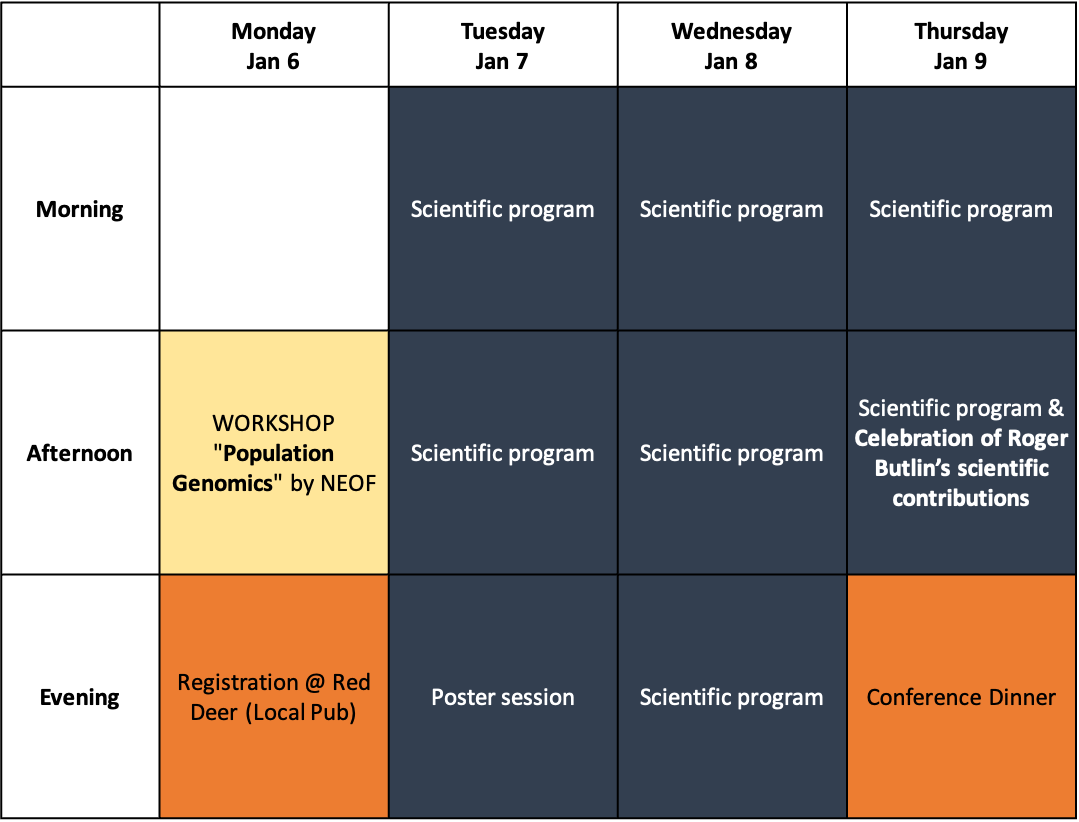 Monday
Jan 6
Tuesday
Jan 7
Wednesday
Jan 8
Thursday
Jan 9
Morning
Scientific program
Scientific program
Scientific program
Afternoon
WORKSHOP
"Population
Genomics" by NEOF
Scientific program
Scientific program
Scientific program &
Celebration of Roger
Butlin’s scientific
contributions
Evening
Registration @ Red
Deer (Local Pub)
Poster session
Scientific program
Conference Dinner